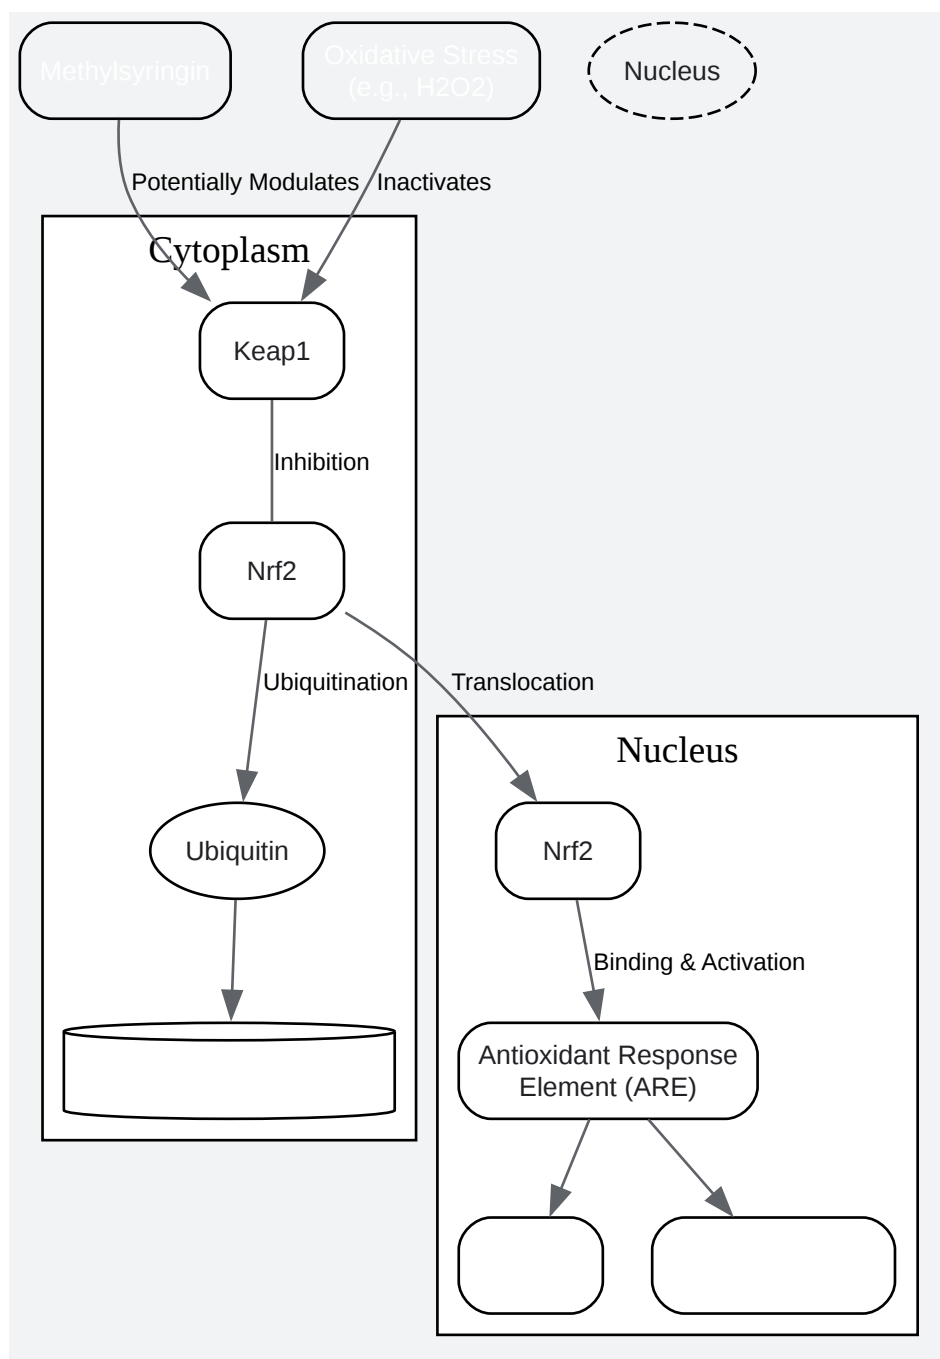 Methylsyringin
Oxidative Stress
(e.g., H2O2)
Nucleus
Potentially Modulates
Inactivates
Cytoplasm
Keap1
Inhibition
Nrf2
Ubiquitination
Translocation
Nucleus
Ubiquitin
Nrf2
Binding & Activation
Antioxidant Response
Element (ARE)